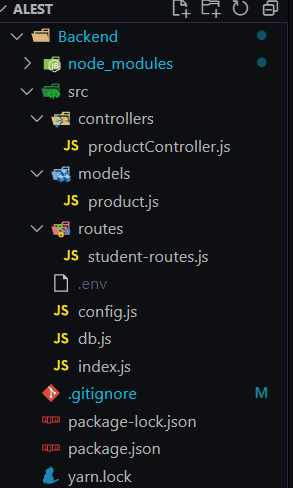 ALEST
Backend
node_modules
src
controllers
JS productController.js
models
JS product.js
routes
JS student-routes.js
.env
JS config.js
JS db.js
JS index.js
.gitignore M
package-lock.json
package.json
yarn.lock